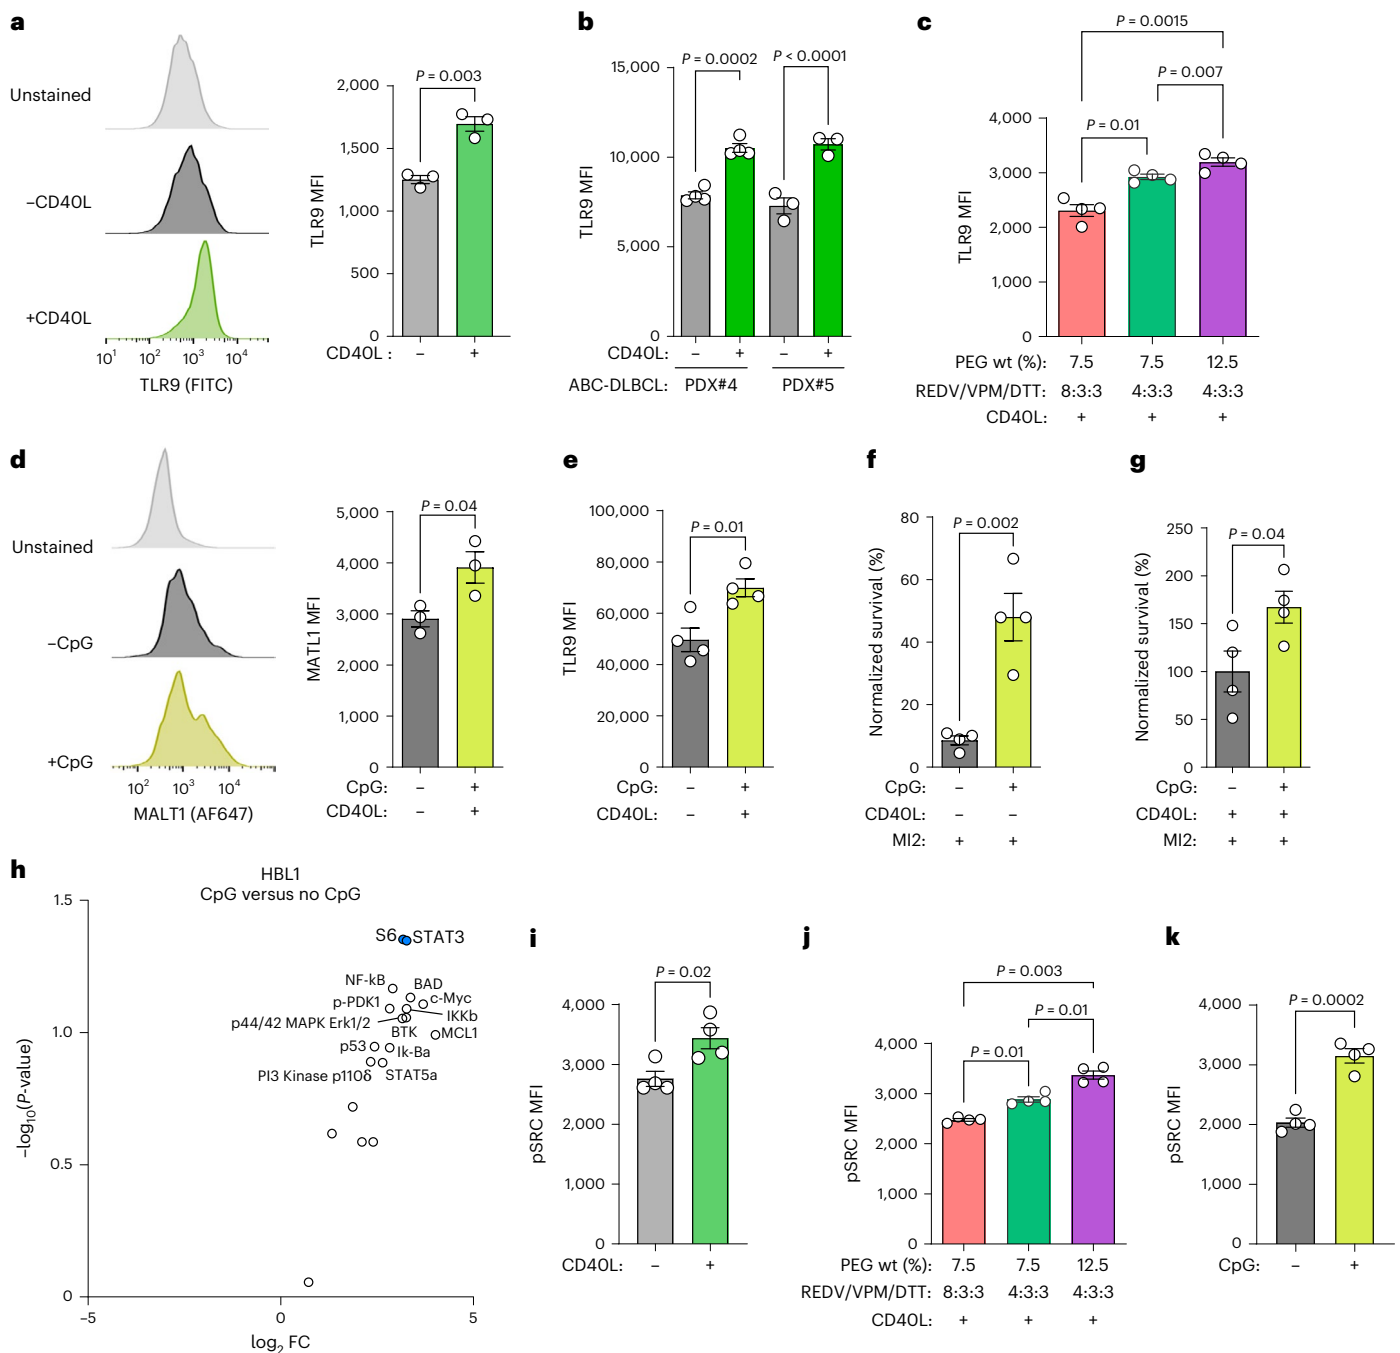 a
Unstained
−CD40L
+CD40L
10¹ 10² 10³ 10⁴
TLR9 (FITC)
TLR9 MFI
2,000
1,500
1,000
500
0
P = 0.003
CD40L : − +
b
TLR9 MFI
15,000
10,000
5,000
0
P = 0.0002
P < 0.0001
CD40L: − + − +
ABC-DLBCL: PDX#4 PDX#5
c
P = 0.0015
P = 0.007
P = 0.01
TLR9 MFI
4,000
3,000
2,000
1,000
0
PEG wt (%): 7.5 7.5 12.5
REDV/VPM/DTT: 8:3:3 4:3:3 4:3:3
CD40L: + + +
d
Unstained
−CpG
+CpG
10² 10³ 10⁴
MALT1 (AF647)
MATL1 MFI
5,000
4,000
3,000
2,000
1,000
0
P = 0.04
CpG: − +
CD40L: − +
e
TLR9 MFI
100,000
80,000
60,000
40,000
20,000
0
P = 0.01
CpG: − +
CD40L: − +
f
Normalized survival (%)
80
60
40
20
0
P = 0.002
CpG: − +
CD40L: − −
MI2: + +
g
Normalized survival (%)
250
200
150
100
50
0
P = 0.04
CpG: − +
CD40L: + +
MI2: + +
h
HBL1
CpG versus no CpG
−log₁₀(P-value)
1.5
1.0
0.5
0
S6 STAT3
NF-kB BAD
p-PDK1 c-Myc
p44/42 MAPK Erk1/2 IKKb
BTK MCL1
p53 Ik-Ba
PI3 Kinase p110δ STAT5a
−5 0 5
log₂ FC
i
pSRC MFI
4,000
3,000
2,000
1,000
0
P = 0.02
CD40L: − +
j
P = 0.003
P = 0.01
P = 0.01
pSRC MFI
4,000
3,000
2,000
1,000
0
PEG wt (%): 7.5 7.5 12.5
REDV/VPM/DTT: 8:3:3 4:3:3 4:3:3
CD40L: + + +
k
pSRC MFI
4,000
3,000
2,000
1,000
0
P = 0.0002
CpG: − +